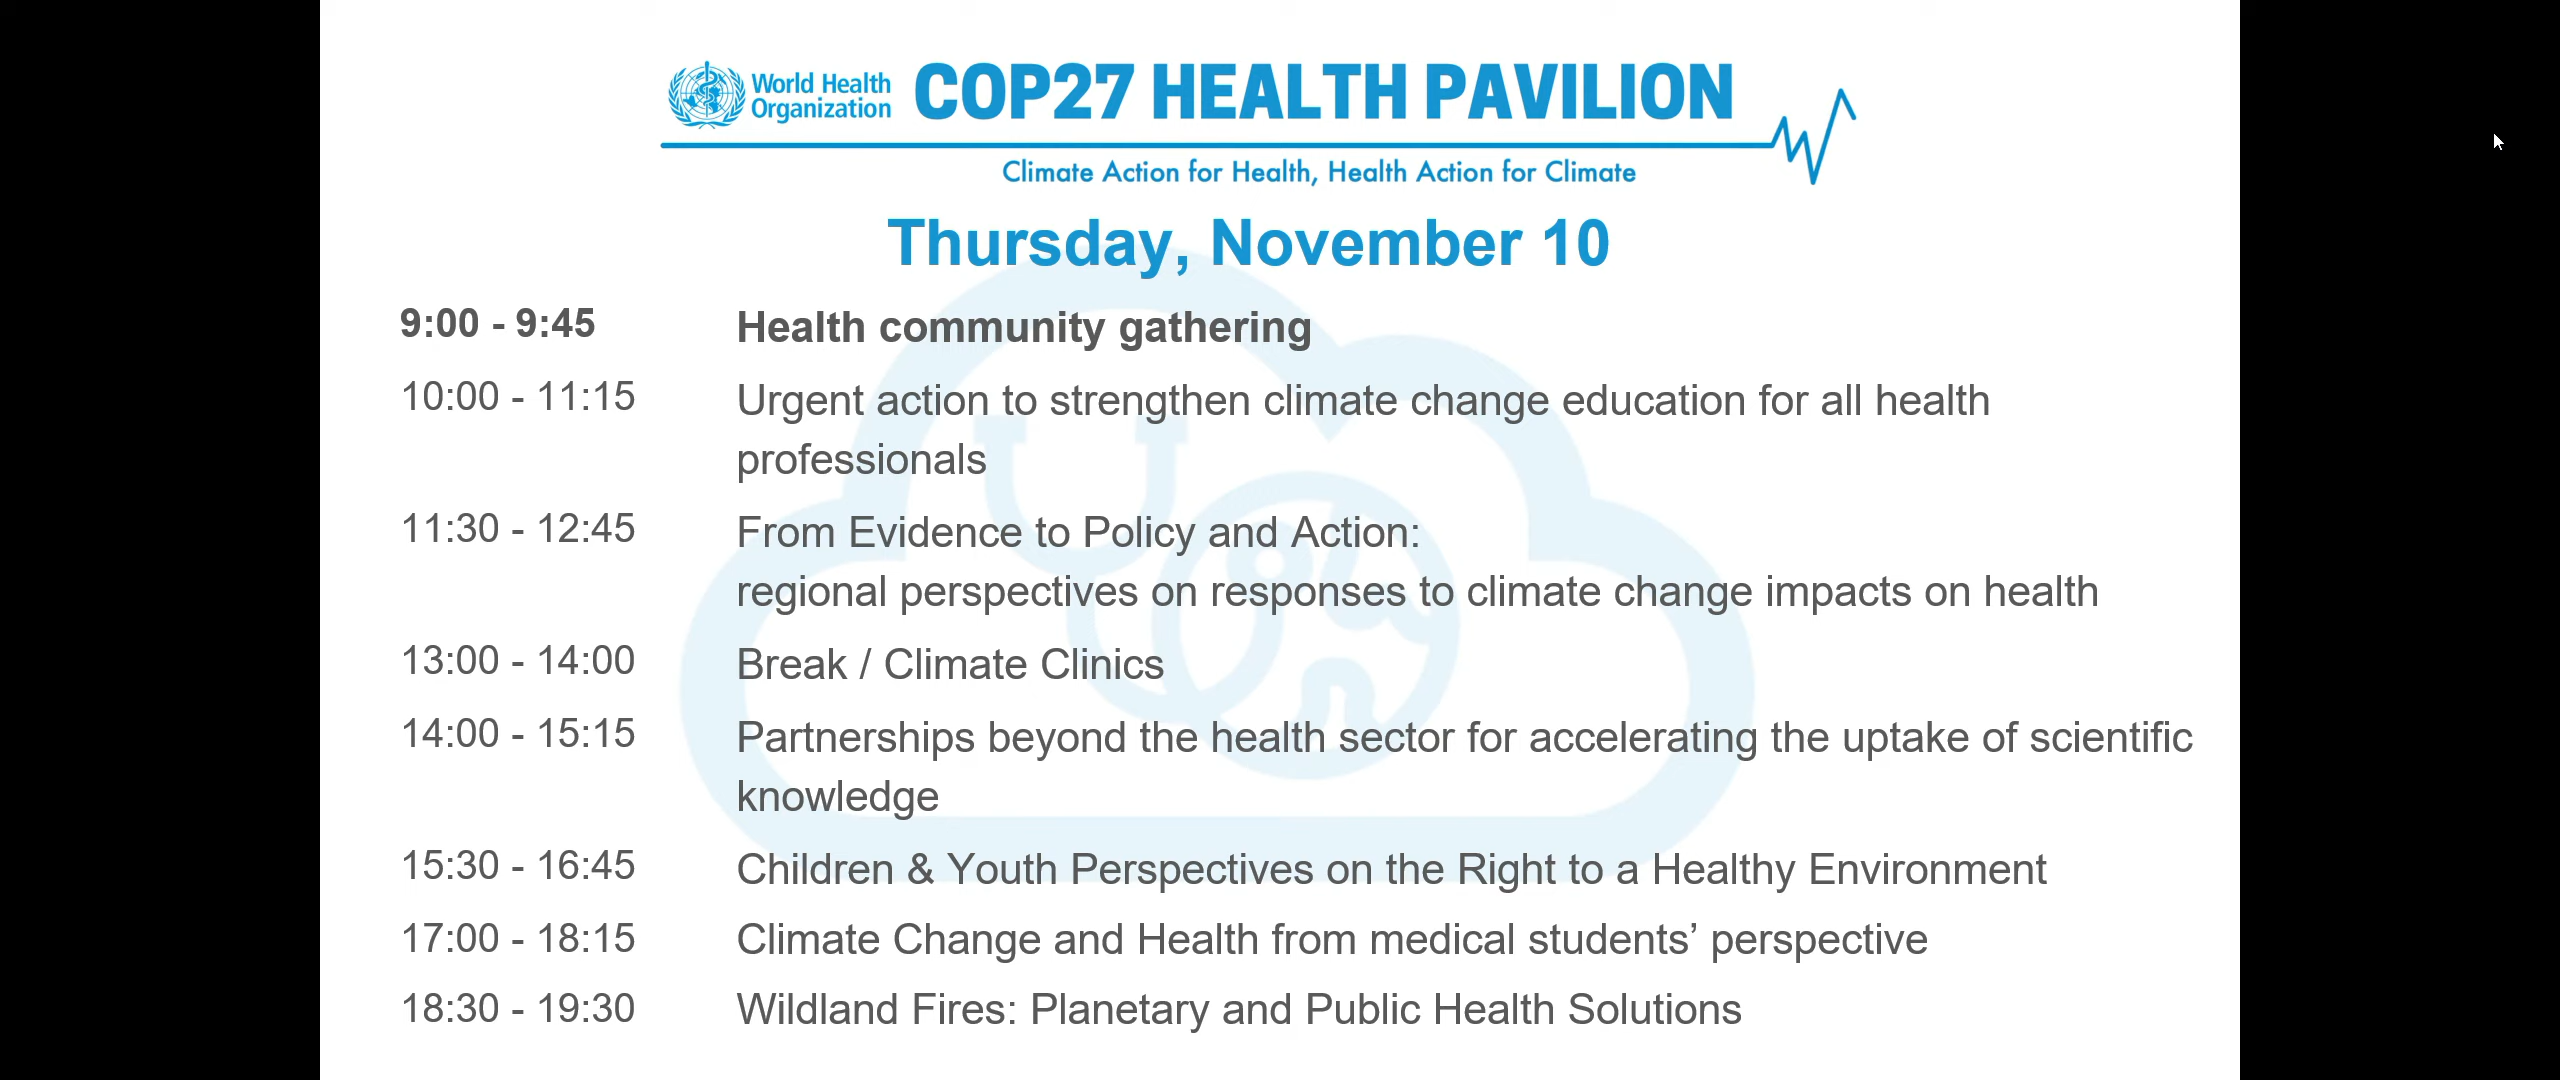 World Health
Organization
COP27 HEALTH PAVILION
Climate Action for Health, Health Action for Climate
Thursday, November 10
9:00 - 9:45 Health community gathering
10:00 - 11:15 Urgent action to strengthen climate change education for all health
professionals
11:30 - 12:45 From Evidence to Policy and Action:
regional perspectives on responses to climate change impacts on health
13:00 - 14:00 Break / Climate Clinics
14:00 - 15:15 Partnerships beyond the health sector for accelerating the uptake of scientific
knowledge
15:30 - 16:45 Children & Youth Perspectives on the Right to a Healthy Environment
17:00 - 18:15 Climate Change and Health from medical students’ perspective
18:30 - 19:30 Wildland Fires: Planetary and Public Health Solutions